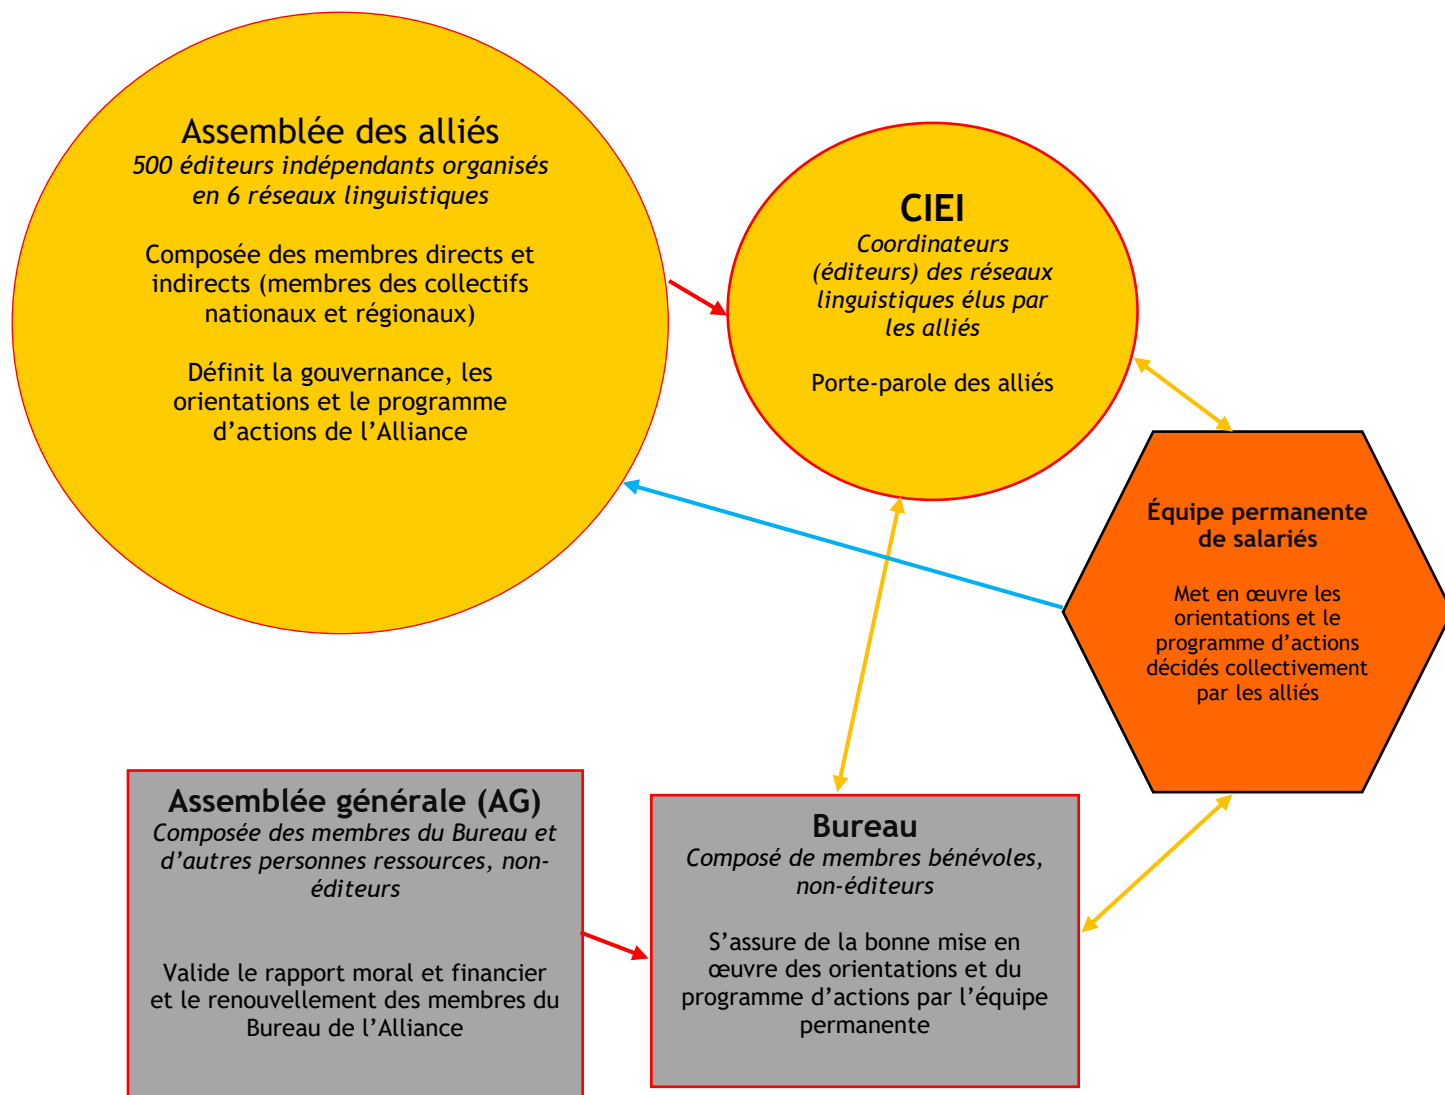 Assemblée des alliés
500 éditeurs indépendants organisés
en 6 réseaux linguistiques
Composée des membres directs et
indirects (membres des collectifs
nationaux et régionaux)
Définit la gouvernance, les
orientations et le programme
d’actions de l’Alliance
CIEI
Coordinateurs
(éditeurs) des réseaux
linguistiques élus par
les alliés
Porte-parole des alliés
Équipe permanente
de salariés
Met en œuvre les
orientations et le
programme d’actions
décidés collectivement
par les alliés
Assemblée générale (AG)
Composée des membres du Bureau et
d’autres personnes ressources, non-
éditeurs
Valide le rapport moral et financier
et le renouvellement des membres du
Bureau de l’Alliance
Bureau
Composé de membres bénévoles,
non-éditeurs
S’assure de la bonne mise en
œuvre des orientations et du
programme d’actions par l’équipe
permanente